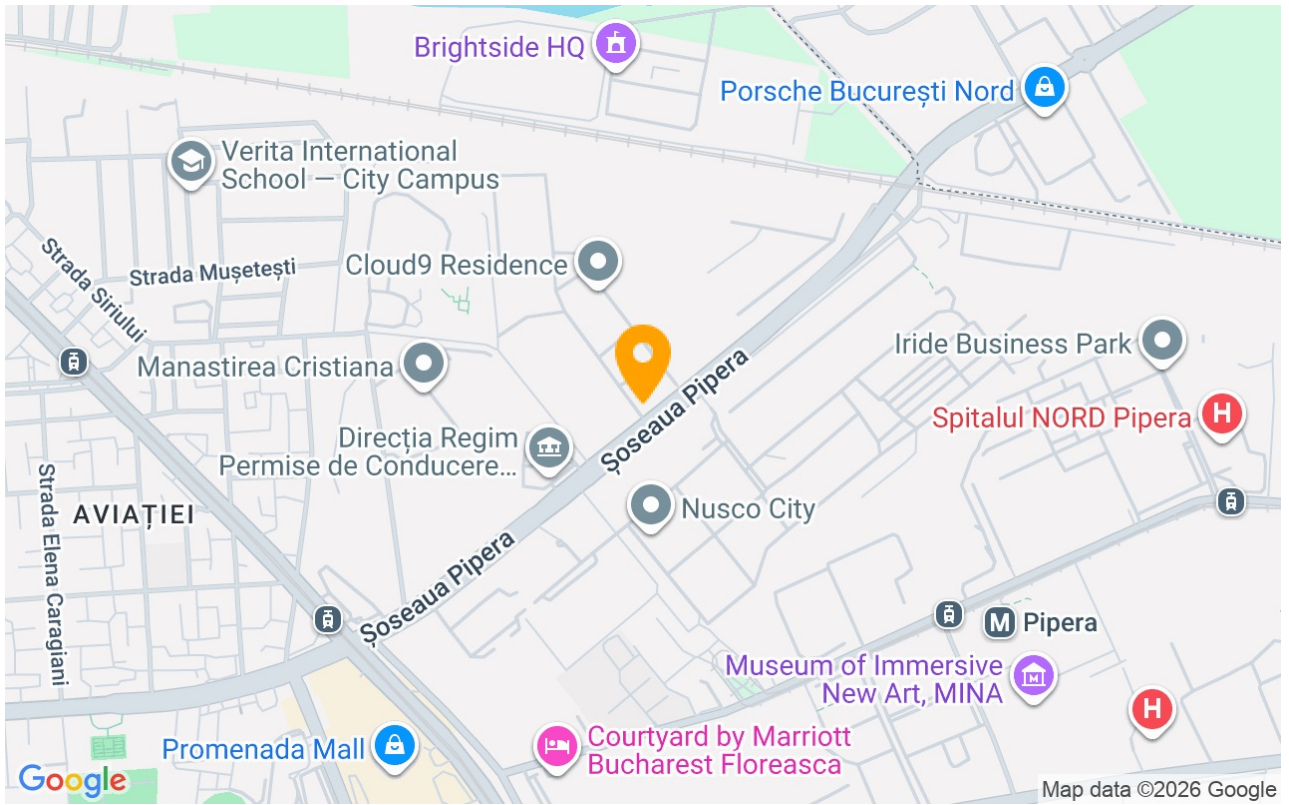 Brightside HQ
Porsche București Nord
Verita International
School — City Campus
Strada Siriului
Strada Mușetești
Cloud9 Residence
Manastirea Cristiana
Iride Business Park
Șoseaua Pipera
Spitalul NORD Pipera
H
Direcția Regim
Permise de Conducere...
Strada Elena Caragiani
AVIAȚIEI
Nusco City
Șoseaua Pipera
M Pipera
Museum of Immersive
New Art, MINA
H
Promenada Mall
Courtyard by Marriott
Bucharest Floreasca
Google
Map data ©2026 Google